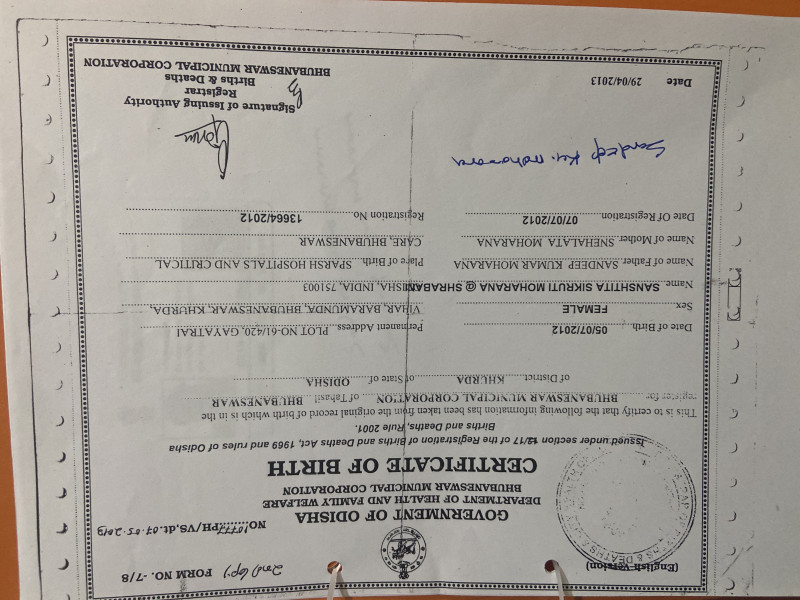 (English Version)
2nd Copy FORM NO. -7/8
GOVERNMENT OF ODISHA
DEPARTMENT OF HEALTH AND FAMILY WELFARE
BHUBANESWAR MUNICIPAL CORPORATION
/PH/VS,dt.
CERTIFICATE OF BIRTH
Issued under section 12/17 of the Registration of Births and Deaths, Act, 1969 and rules of Odisha
Births and Deaths, Rule, 2001.
This is to certify that the following information has been taken from the original record of birth which is in the
register for BHUBANESWAR MUNICIPAL CORPORATION of Tahasil BHUBANESWAR
of District of KHURDA of State of ODISHA
Date of Birth 05/07/2012
Sex FEMALE
Name SANSHTITA SIKRUTI MOHARANA @ SHRABANI
Name of Father. SANDEEP KUMAR MOHARANA
Name of Mother. SNEHALATA MOHARANA
Date Of Registration 07/07/2012
Permanent Address. PLOT NO-61/420, GAYATRAI
VIHAR, BARAMUNDA, BHUBANESWAR, KHURDA,
ODISHA, INDIA, 751003
Place of Birth. SPARSH HOSPITALS AND CRITICAL
CARE, BHUBANESWAR
Registration No. 13664/2012
Sandeep Kr. Moharana
Date 29/04/2013
Signature of Issuing Authority
Registrar
Births & Deaths
BHUBANESWAR MUNICIPAL CORPORATION